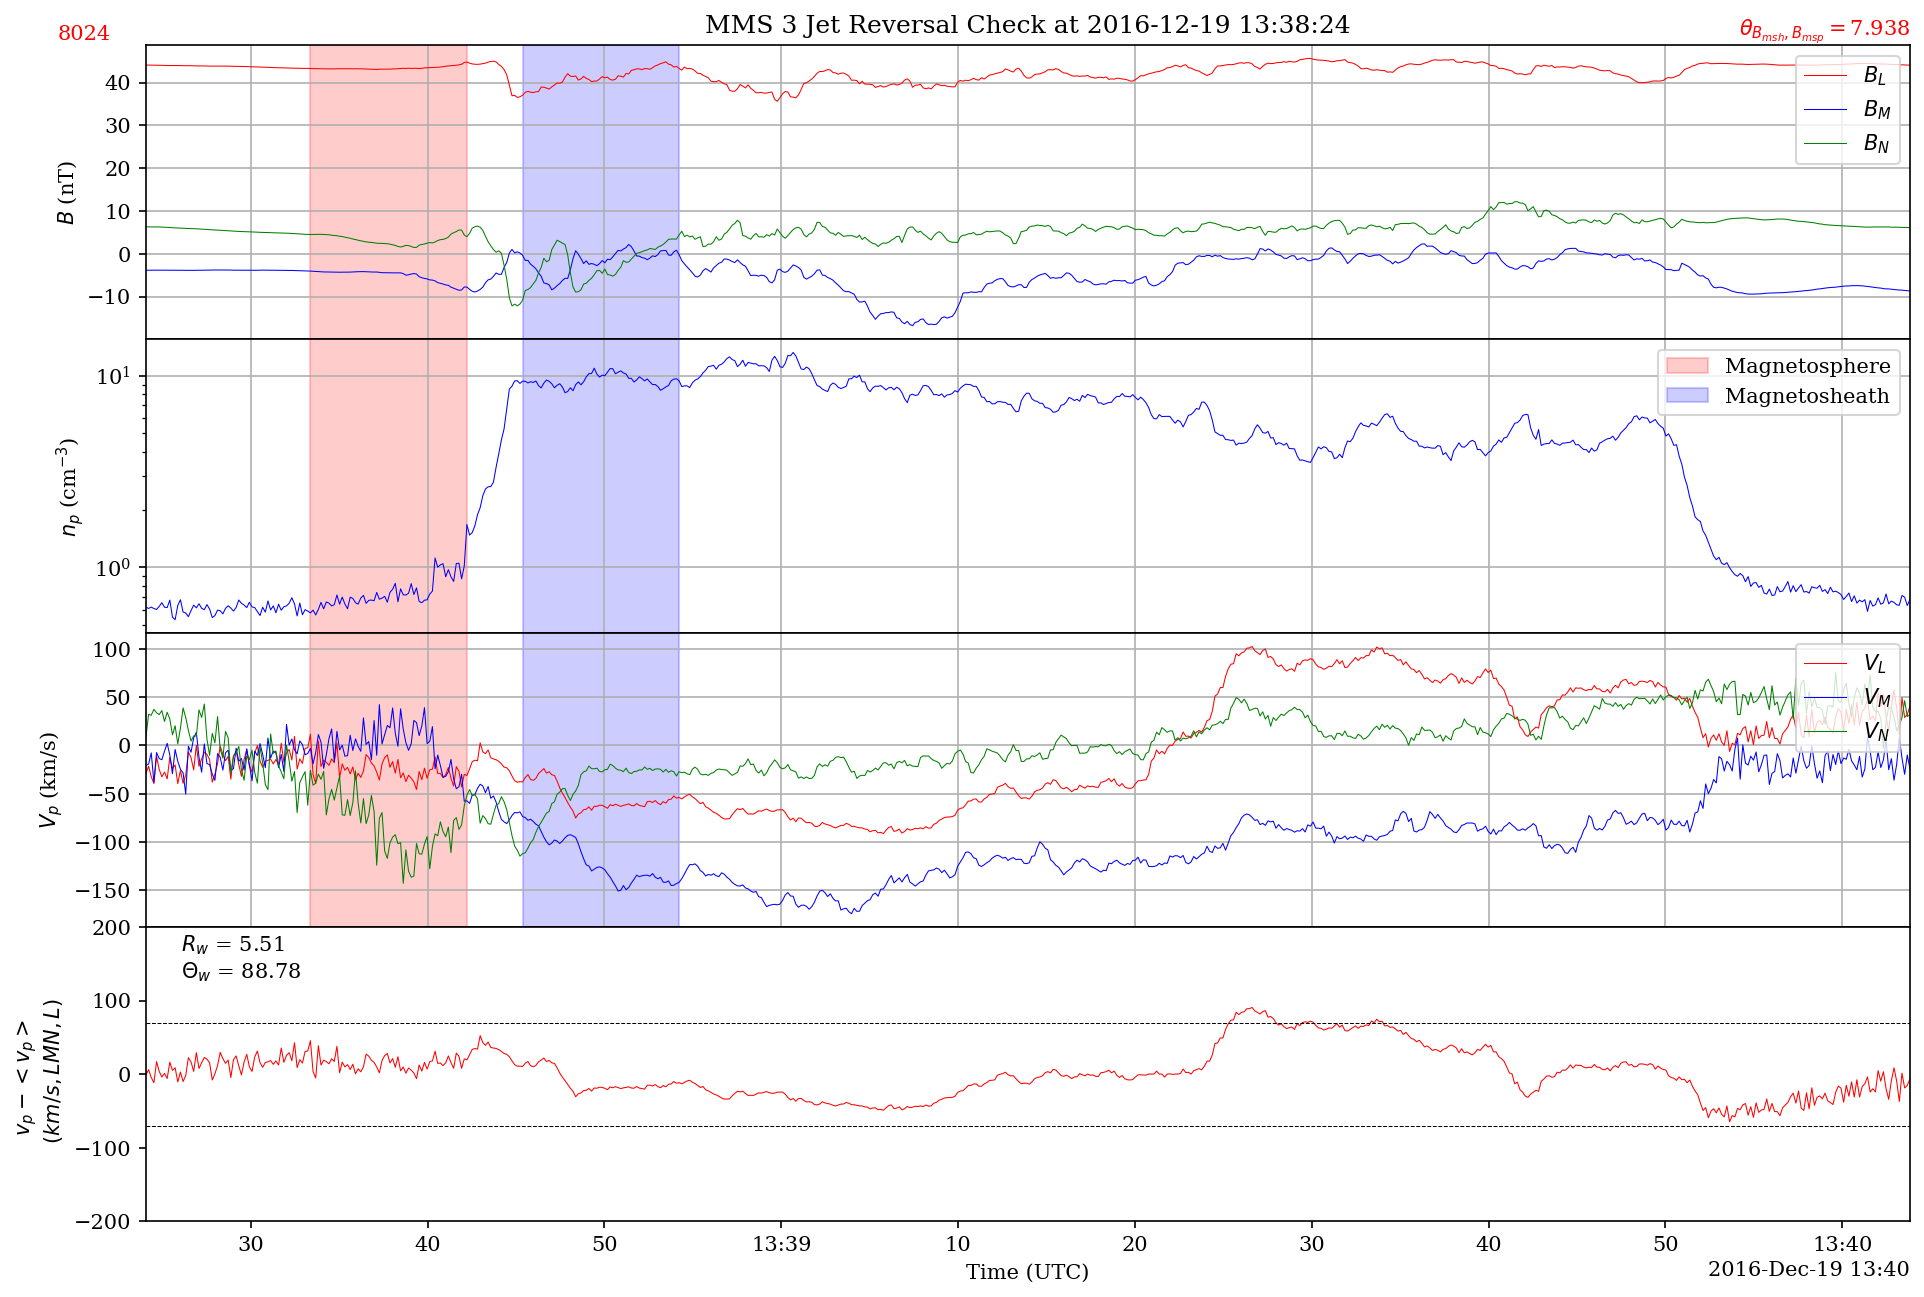 8024
MMS 3 Jet Reversal Check at 2016-12-19 13:38:24
θ_{B_{msh}, B_{msp}} = 7.938
40
30
20
10
0
−10
B (nT)
B_L
B_M
B_N
10^1
10^0
n_p (cm^{−3})
Magnetosphere
Magnetosheath
100
50
0
−50
−100
−150
V_p (km/s)
V_L
V_M
V_N
200
100
0
−100
−200
v_p − < v_p >
(km/s, LMN, L)
R_w = 5.51
Θ_w = 88.78
30
40
50
13:39
10
20
30
40
50
13:40
Time (UTC)
2016-Dec-19 13:40